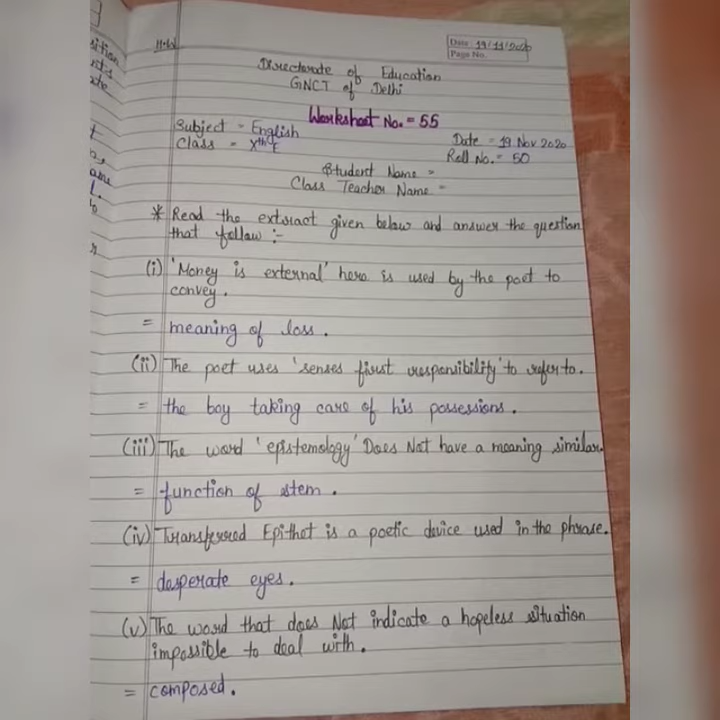 H.W
Date 19/11/2020
Page No.
Directorate of Education
GNCT of Delhi
Worksheet No. = 55
Subject = English
Date = 19 Nov 2020
Class = Xth E
Roll No. = 50
Student Name =
Class Teacher Name =
* Read the extract given below and answer the question
that follow :-
(i) 'Money is external' here is used by the poet to
convey.
= meaning of loss.
(ii) The poet uses 'senses first responsibility' to refer to.
= the boy taking care of his possessions.
(iii) The word 'epistemology' Does Not have a meaning similar.
= function of stem.
(iv) Transferred Epithet is a poetic device used in the phrase.
= desperate eyes.
(v) The word that does Not indicate a hopeless situation
impossible to deal with.
= composed.